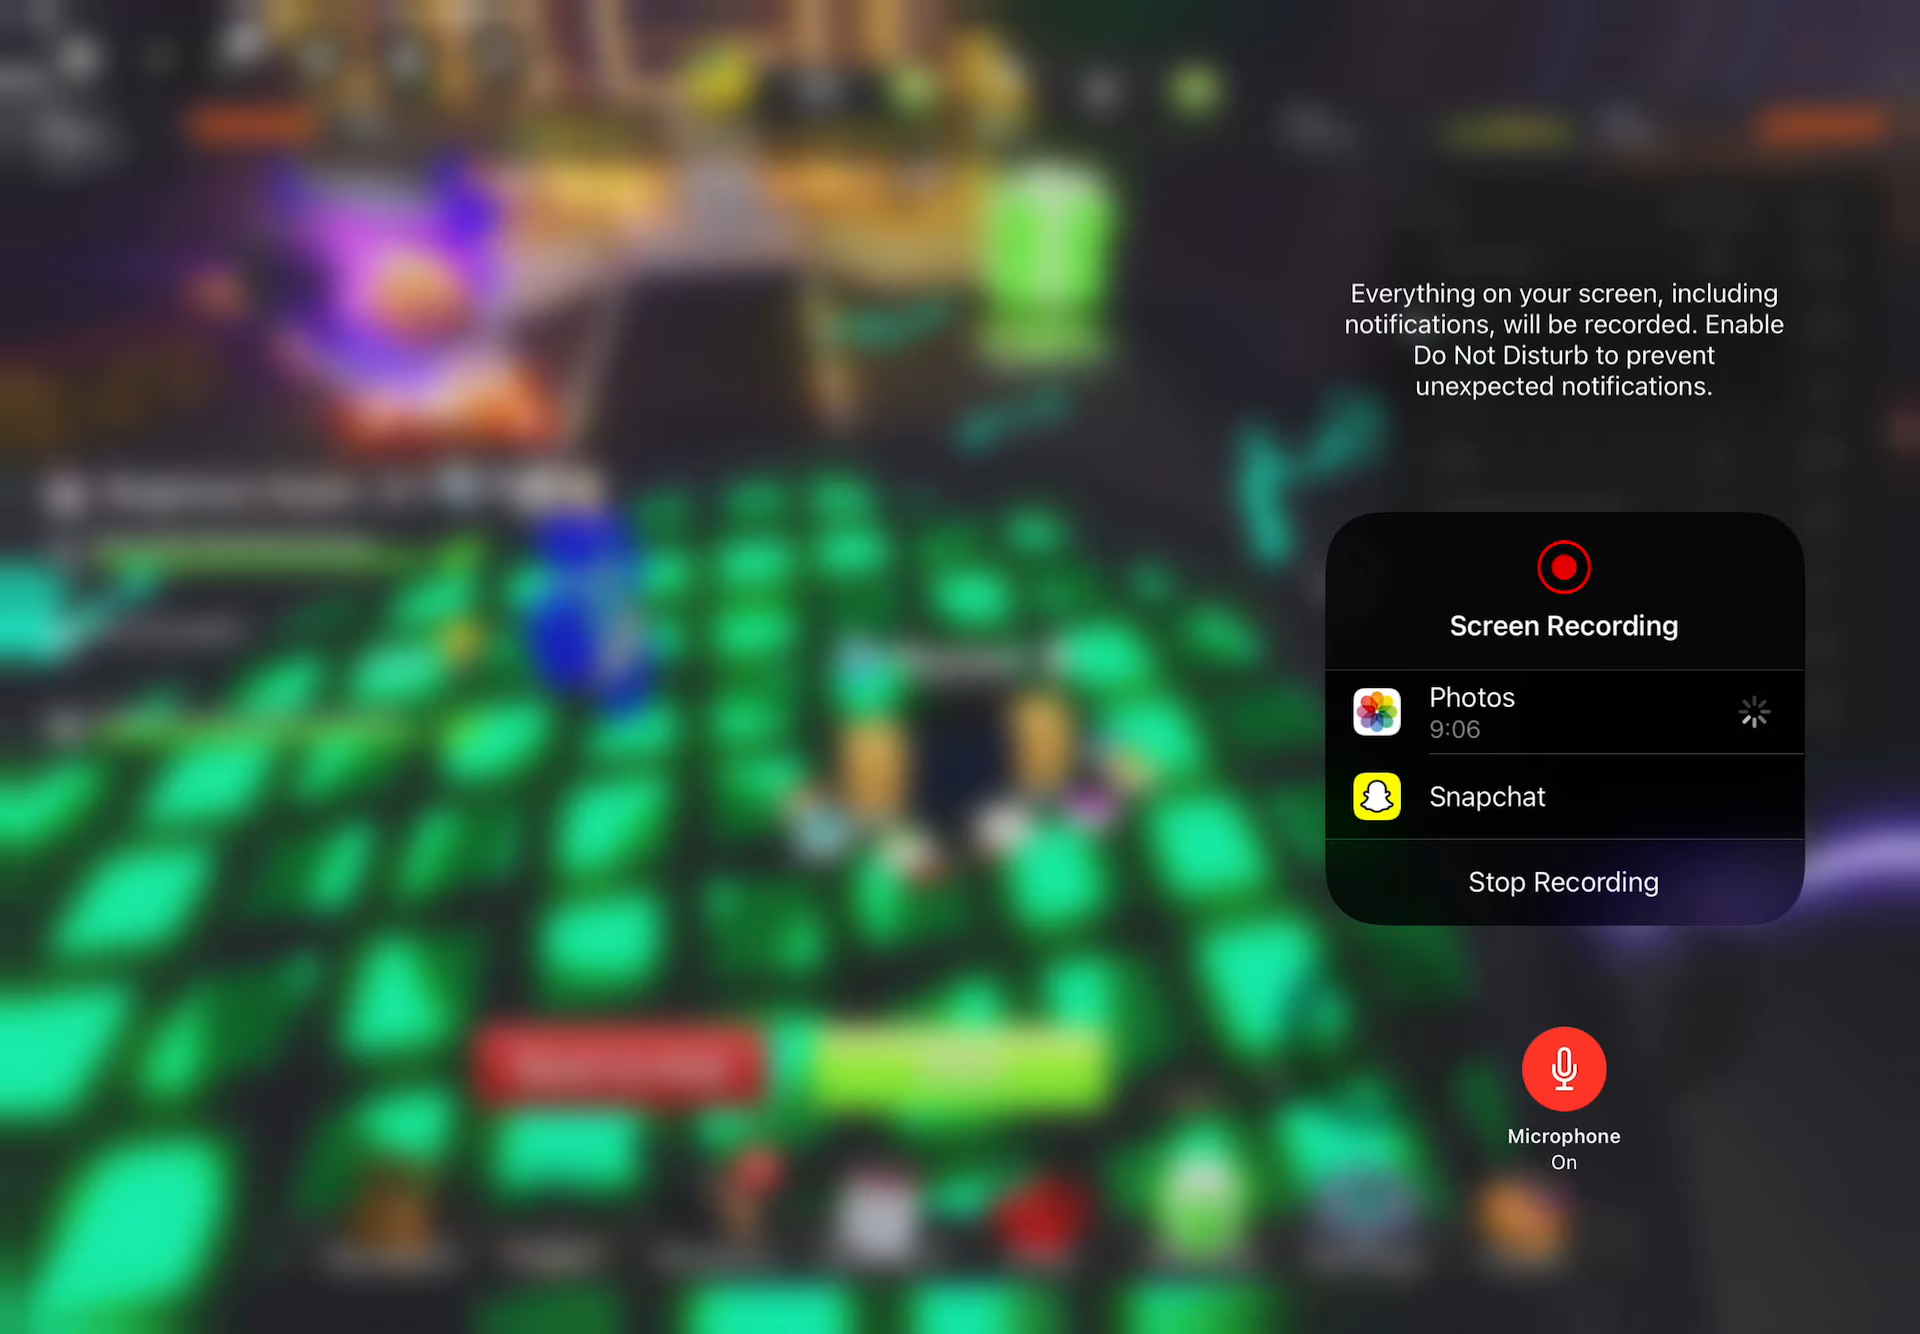 Everything on your screen, including
notifications, will be recorded. Enable
Do Not Disturb to prevent
unexpected notifications.
Screen Recording
Photos
9:06
Snapchat
Stop Recording
Microphone
On